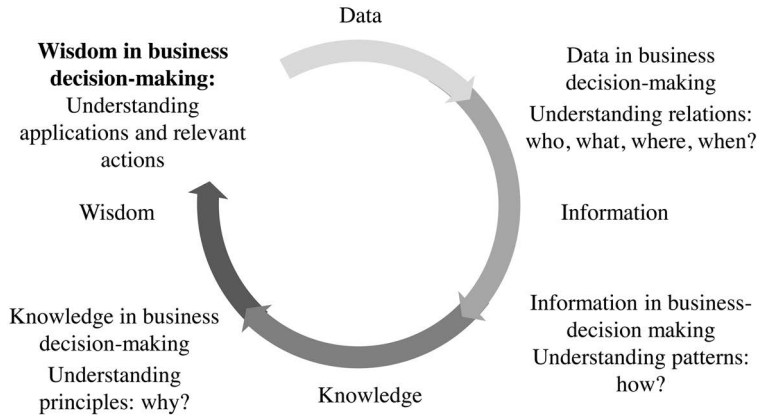 Data
Data in business
decision-making
Understanding relations:
who, what, where, when?
Information
Information in business-
decision making
Understanding patterns:
how?
Knowledge
Knowledge in business
decision-making
Understanding
principles: why?
Wisdom
Wisdom in business
decision-making:
Understanding
applications and relevant
actions